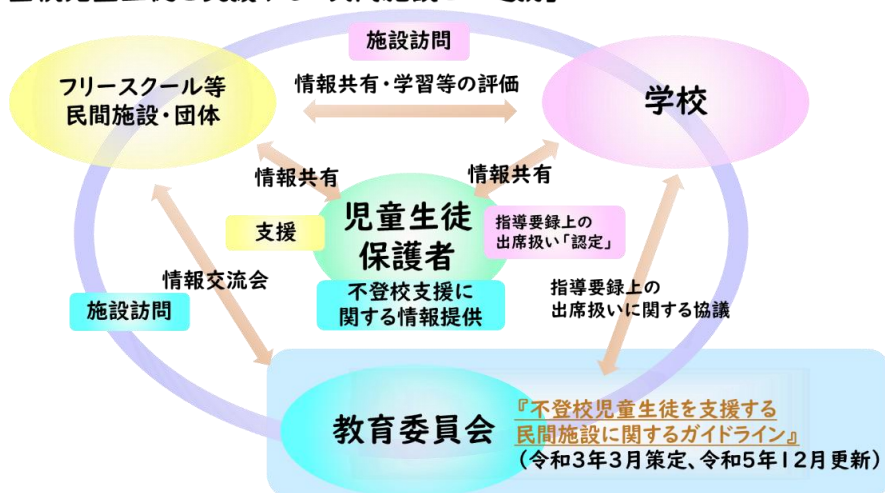 施設訪問
フリースクール等
民間施設・団体
情報共有・学習等の評価
学校
情報共有
情報共有
児童生徒
保護者
支援
指導要録上の
出席扱い「認定」
不登校支援に
関する情報提供
情報交流会
施設訪問
指導要録上の
出席扱いに関する協議
教育委員会
『不登校児童生徒を支援する
民間施設に関するガイドライン』
(令和3年3月策定、令和5年12月更新)